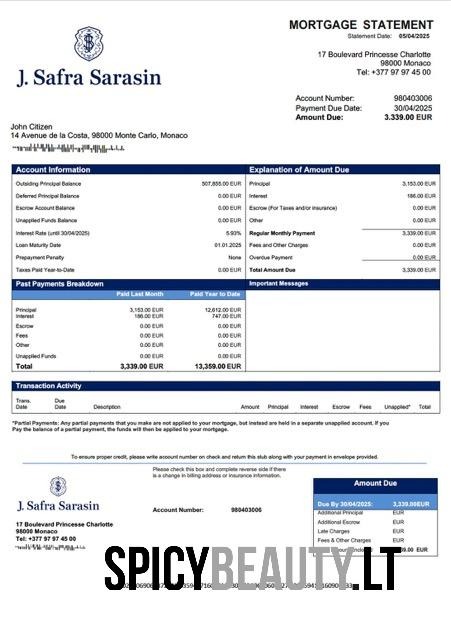 MORTGAGE STATEMENT
Statement Date: 05/04/2025
J. Safra Sarasin
17 Boulevard Princesse Charlotte
98000 Monaco
Tel: +377 97 97 45 00
Account Number: 980403006
Payment Due Date: 30/04/2025
Amount Due: 3.339.00 EUR
John Citizen
14 Avenue de la Costa, 98000 Monte Carlo, Monaco
Account Information
Outsiding Principal Balance 507,855.00 EUR
Deferred Principal Balance 0.00 EUR
Escrow Account Balance 0.00 EUR
Unapplied Funds Balance 0.00 EUR
Interest Rate (until 30/04/2025) 5.93%
Loan Maturity Date 01.01.2025
Prepayment Penalty None
Taxes Paid Year-to-Date 0.00 EUR
Explanation of Amount Due
Principal 3,153.00 EUR
Interest 186.00 EUR
Escrow (For Taxes and/or insurance) 0.00 EUR
Other 0.00 EUR
Regular Monthly Payment 3,339.00 EUR
Fees and Other Charges 0.00 EUR
Overdue Payment 0.00 EUR
Total Amount Due 3,339.00 EUR
Past Payments Breakdown
Paid Last Month Paid Year to Date
Principal 3,153.00 EUR 12,612.00 EUR
Interest 186.00 EUR 747.00 EUR
Escrow 0.00 EUR 0.00 EUR
Fees 0.00 EUR 0.00 EUR
Other 0.00 EUR 0.00 EUR
Unapplied Funds 0.00 EUR 0.00 EUR
Total 3,339.00 EUR 13,359.00 EUR
Important Messages
Transaction Activity
Trans. Date Due Date Description Amount Principal Interest Escrow Fees Unapplied* Total
*Partial Payments: Any partial payments that you make are not applied to your mortgage, but instead are held in a separate unapplied account. If you
Pay the balance of a partial payment, the funds will then be applied to your mortgage.
To ensure proper credit, please write account number on check and return this stub along with your payment in envelope provided.
Please check this box and complete reverse side if there
is a change in billing address or insurance information.
J. Safra Sarasin
17 Boulevard Princesse Charlotte
98000 Monaco
Tel: +377 97 97 45 00
Account Number: 980403006
Amount Due
Due By 30/04/2025: 3,339.00EUR
Additional Principal EUR
Additional Escrow EUR
Late Charges EUR
Fees & Other Charges EUR
SPICYBEAUTY.LT